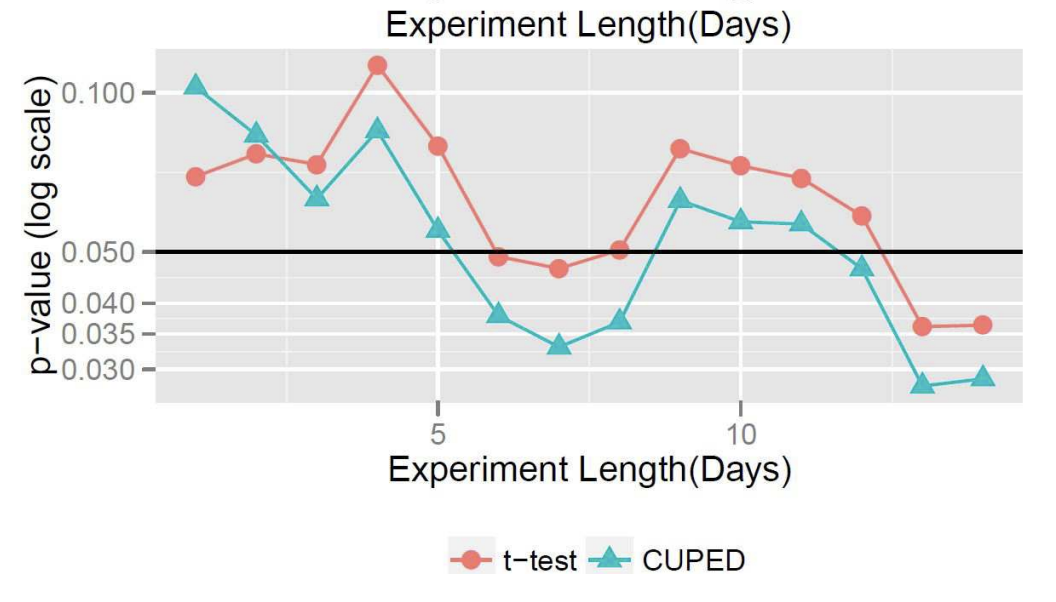 Experiment Length(Days)
p-value (log scale)
0.100
0.050
0.040
0.035
0.030
5 10
Experiment Length(Days)
t-test CUPED